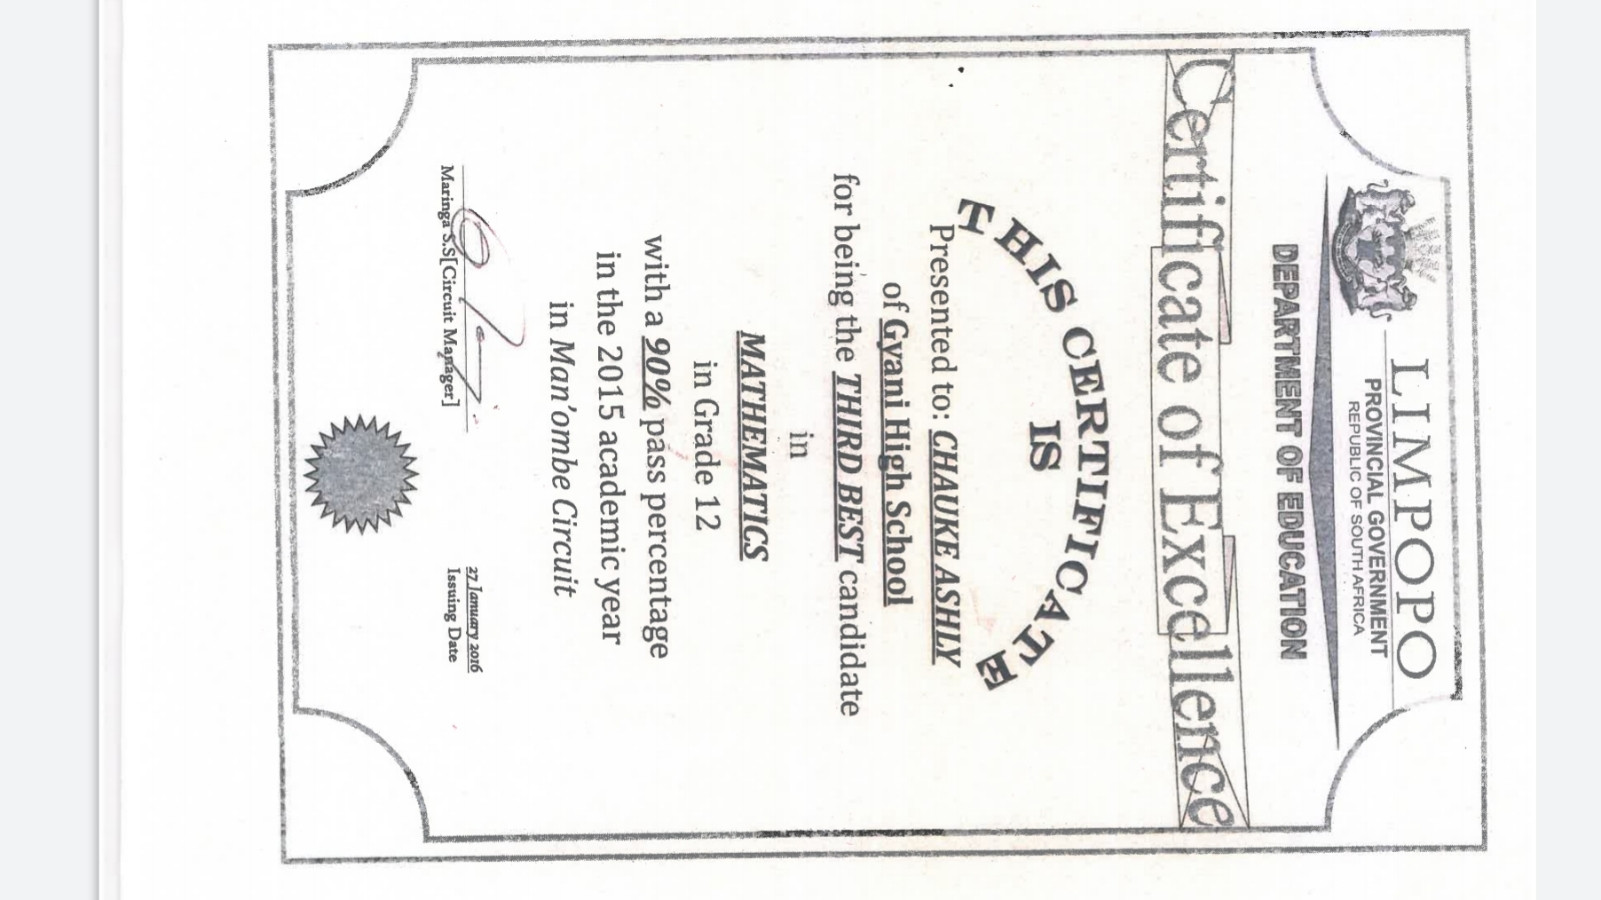 LIMPOPO
PROVINCIAL GOVERNMENT
REPUBLIC OF SOUTH AFRICA
DEPARTMENT OF EDUCATION
Certificate of Excellence
THIS CERTIFICATE
IS
Presented to: CHAUKE ASHLY
of Gyani High School
for being the THIRD BEST candidate
in
MATHEMATICS
in Grade 12
with a 90% pass percentage
in the 2015 academic year
in Man'ombe Circuit
Maringa S.S[Circuit Manager]
27 January 2016
Issuing Date